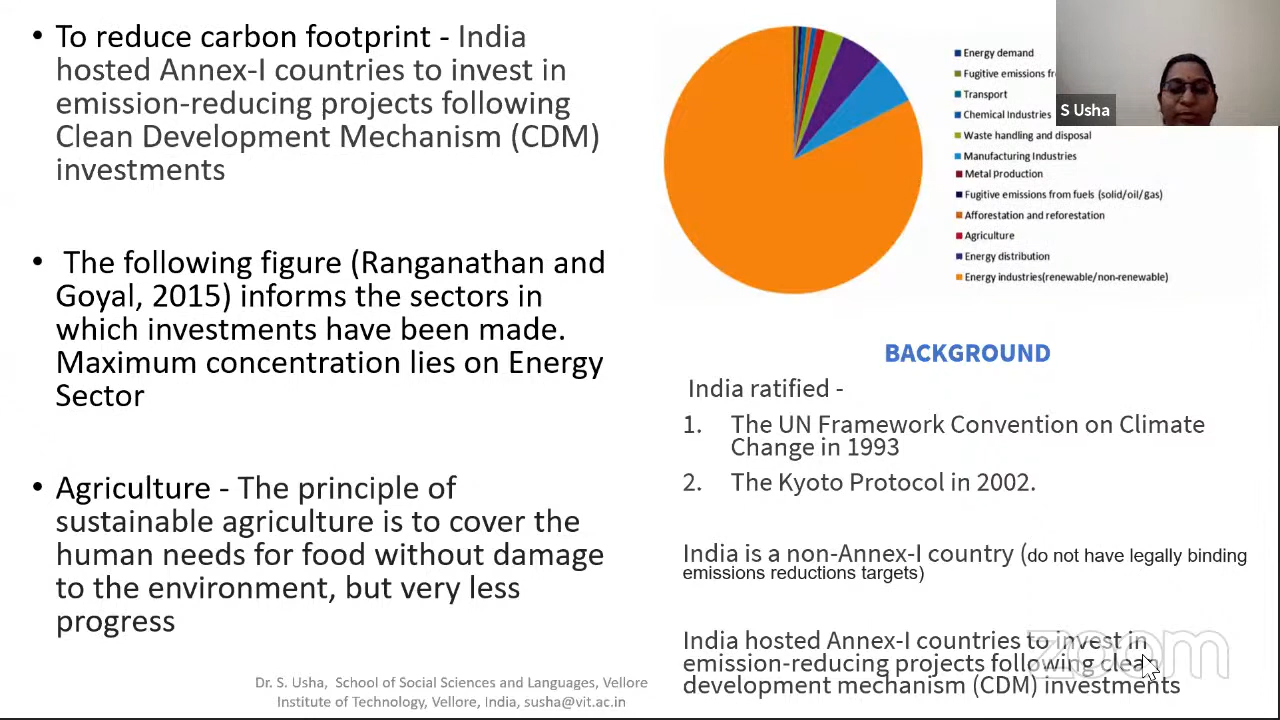 • To reduce carbon footprint - India
hosted Annex-I countries to invest in
emission-reducing projects following
Clean Development Mechanism (CDM)
investments
• The following figure (Ranganathan and
Goyal, 2015) informs the sectors in
which investments have been made.
Maximum concentration lies on Energy
Sector
• Agriculture - The principle of
sustainable agriculture is to cover the
human needs for food without damage
to the environment, but very less
progress
Dr. S. Usha, School of Social Sciences and Languages, Vellore
Institute of Technology, Vellore, India, susha@vit.ac.in
Energy demand
Fugitive emissions
Transport
Chemical Industries
Waste handling and disposal
Manufacturing Industries
Metal production
Fugitive emissions from fuels (solid/oil/gas)
Afforestation and reforestation
Agriculture
Energy distribution
Energy industries(renewable/non-renewable)
S Usha
BACKGROUND
India ratified -
1. The UN Framework Convention on Climate
Change in 1993
2. The Kyoto Protocol in 2002.
India is a non-Annex-I country (do not have legally binding
emissions reductions targets)
India hosted Annex-I countries to invest in
emission-reducing projects following clean
development mechanism (CDM) investments
zoom